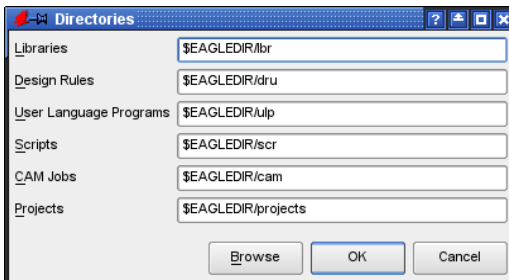 Directories
Libraries $EAGLEDIR/lbr
Design Rules $EAGLEDIR/dru
User Language Programs $EAGLEDIR/ulp
Scripts $EAGLEDIR/scr
CAM Jobs $EAGLEDIR/cam
Projects $EAGLEDIR/projects
Browse OK Cancel